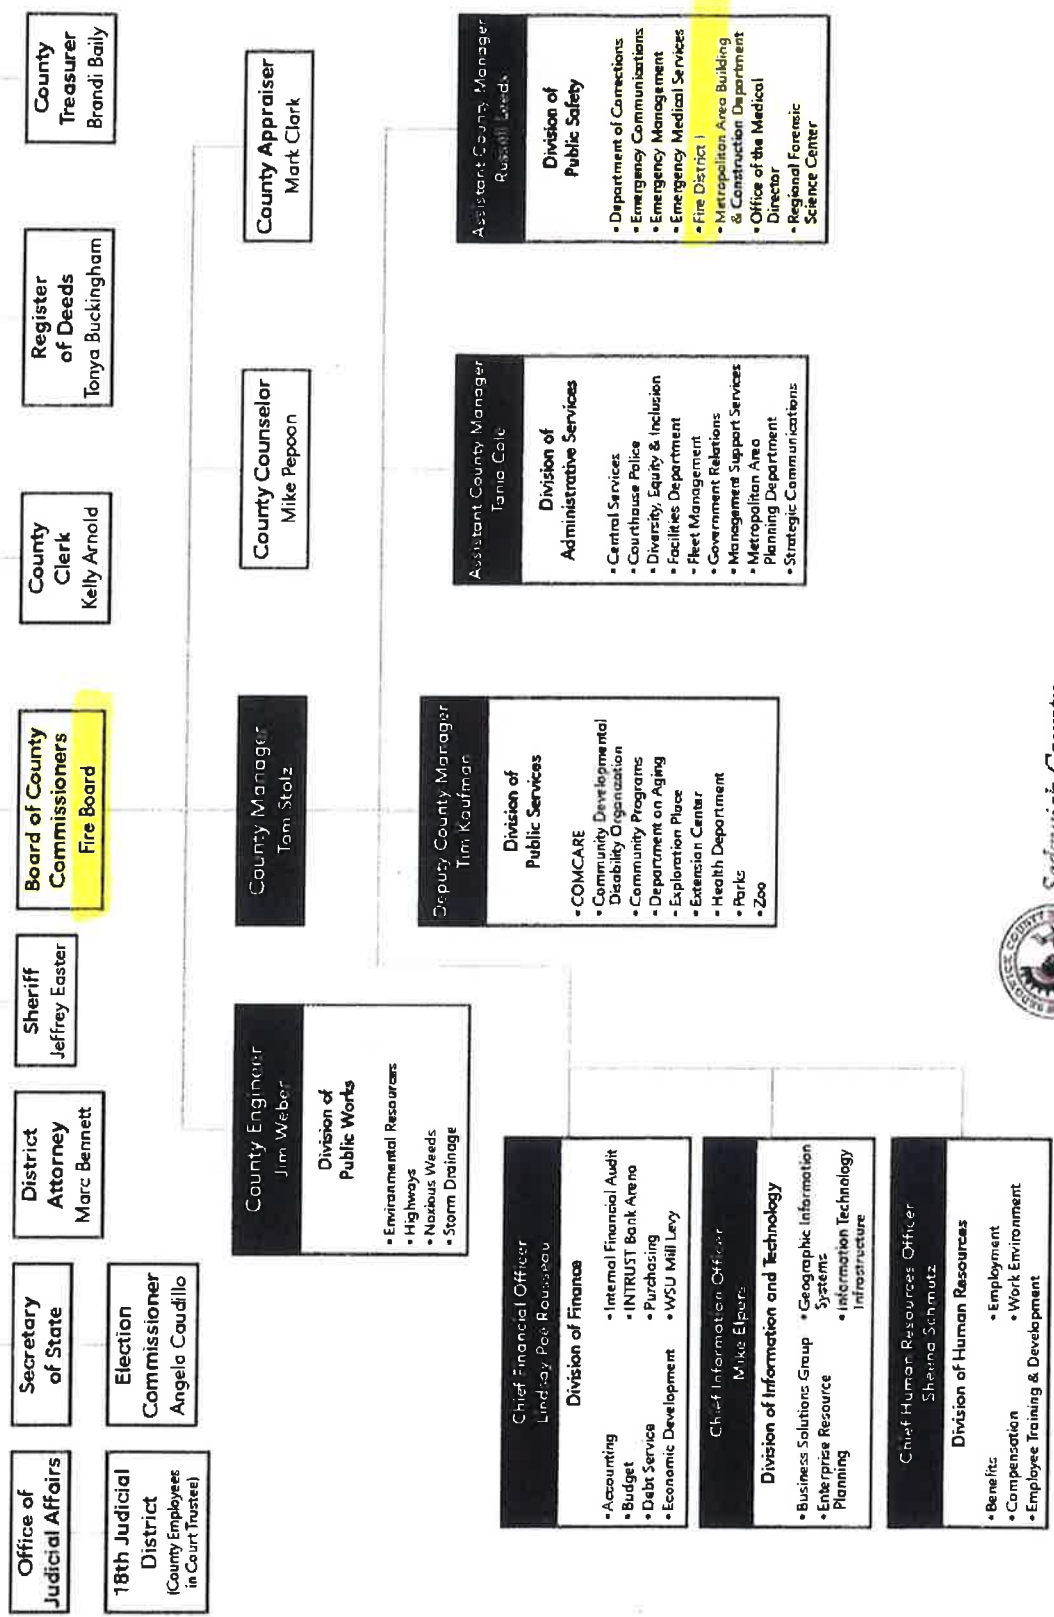 Office of
Judicial Affairs
18th Judicial
District
(County Employees
in Court Trustee)
Secretary
of State
Election
Commissioner
Angela Caudillo
District
Attorney
Marc Bennett
Sheriff
Jeffrey Easter
Board of County
Commissioners
Fire Board
County
Clerk
Kelly Arnold
Register
of Deeds
Tonya Buckingham
County
Treasurer
Brandi Baily
County Engineer
Jim Weber
Division of
Public Works
• Environmental Resources
• Highways
• Noxious Weeds
• Storm Drainage
County Manager
Tom Stolz
County Counselor
Mike Pepoon
County Appraiser
Mark Clark
Deputy County Manager
Tim Kaufman
Division of
Public Services
• COMCARE
• Community Developmental
Disability Organization
• Community Programs
• Department on Aging
• Exploration Place
• Extension Center
• Health Department
• Parks
• Zoo
Assistant County Manager
Tania Cole
Division of
Administrative Services
• Central Services
• Courthouse Police
• Diversity, Equity & Inclusion
• Facilities Department
• Fleet Management
• Government Relations
• Management Support Services
• Metropolitan Area
Planning Department
• Strategic Communications
Assistant County Manager
Russell Leeds
Division of
Public Safety
• Department of Corrections
• Emergency Communications
• Emergency Management
• Emergency Medical Services
• Fire District 1
• Metropolitan Area Building
& Construction Department
• Office of the Medical
Director
• Regional Forensic
Science Center
Chief Financial Officer
Lindsay Poe Rousseau
Division of Finance
• Accounting
• Budget
• Debt Service
• Economic Development
• Internal Financial Audit
• INTRUST Bank Arena
• Purchasing
• WSU Mill Levy
Chief Information Officer
Mike Elpers
Division of Information and Technology
• Business Solutions Group
• Enterprise Resource
Planning
• Geographic Information
Systems
• Information Technology
Infrastructure
Chief Human Resources Officer
Sheena Schmutz
Division of Human Resources
• Benefits
• Compensation
• Employee Training & Development
• Employment
• Work Environment
SEDGWICK COUNTY
Sedgwick County